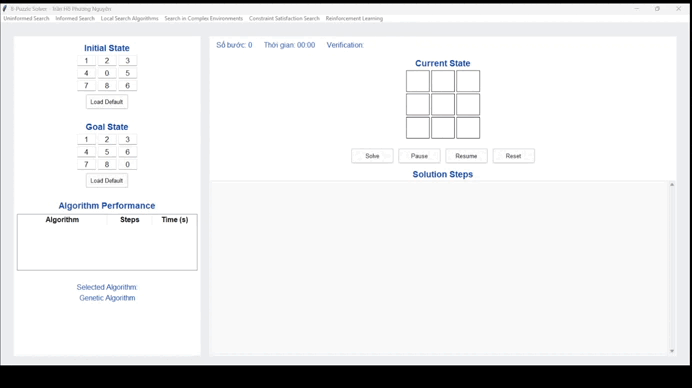 8-Puzzle Solver - Trần Hồ Phương Nguyên
Uninformed Search Informed Search Local Search Algorithms Search in Complex Environments Constraint Satisfaction Search Reinforcement Learning
Initial State
1 2 3
4 0 5
7 8 6
Load Default
Goal State
1 2 3
4 5 6
7 8 0
Load Default
Algorithm Performance
Algorithm Steps Time (s)
Selected Algorithm:
Genetic Algorithm
Số bước: 0 Thời gian: 00:00 Verification:
Current State
Solve Pause Resume Reset
Solution Steps